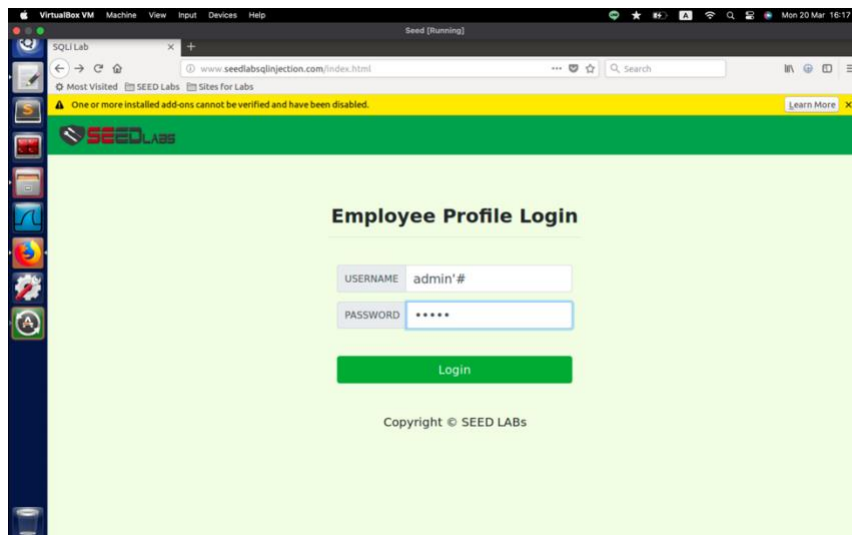 VirtualBox VM Machine View Input Devices Help Mon 20 Mar 16:17
Seed [Running]
SQLi Lab × +
www.seedlabsqlinjection.com/index.html Search
Most Visited SEED Labs Sites for Labs
One or more installed add-ons cannot be verified and have been disabled. Learn More ×
SEEDLABS
Employee Profile Login
USERNAME admin'#
PASSWORD •••••
Login
Copyright © SEED LABs